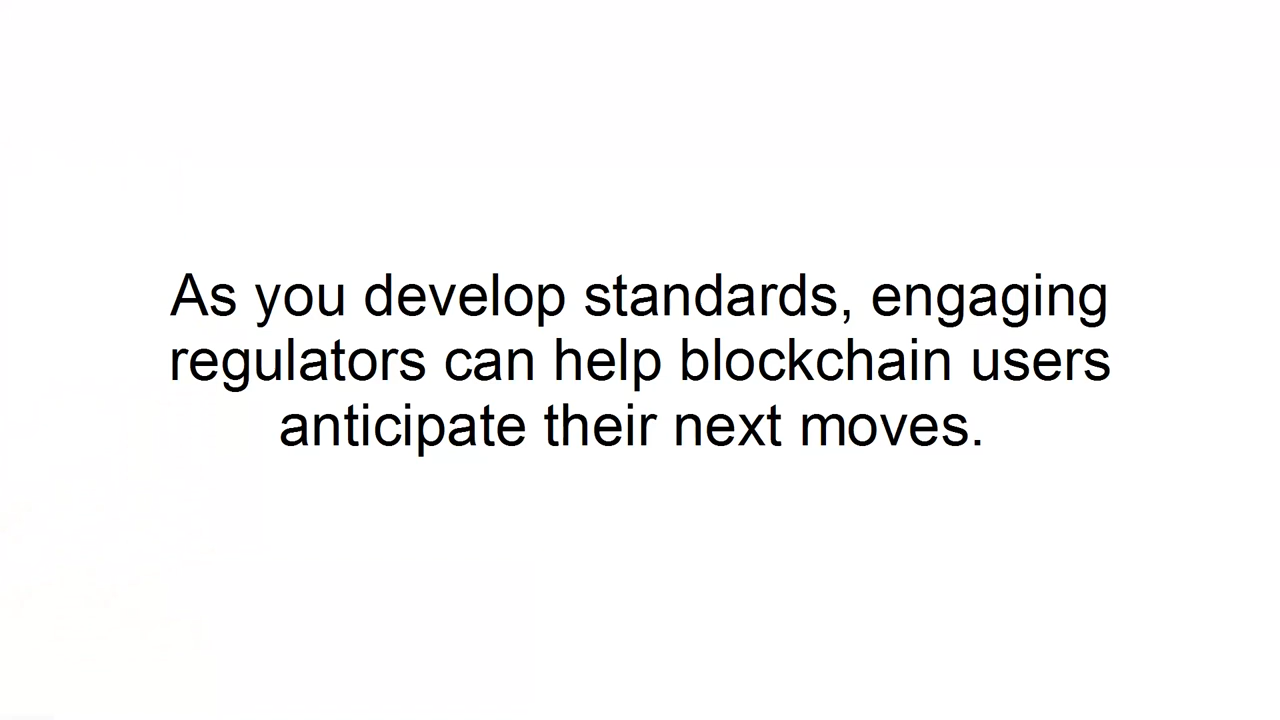 As you develop standards, engaging
regulators can help blockchain users
anticipate their next moves.